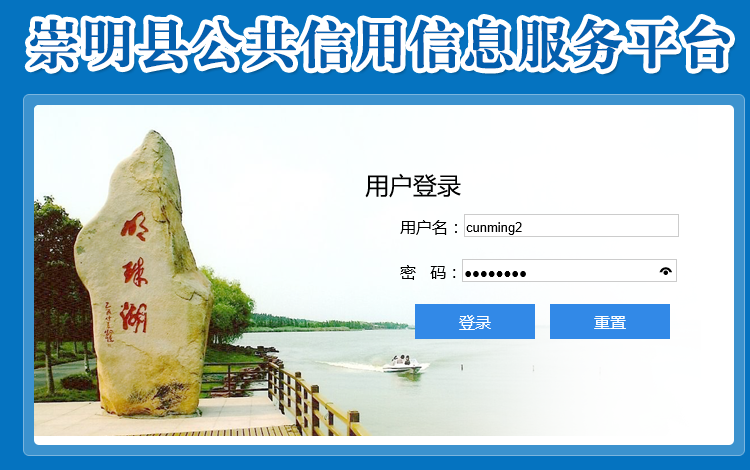 崇明县公共信用信息服务平台
用户登录
用户名：cunming2
密 码：●●●●●●●●
登录 重置
明
珠
湖